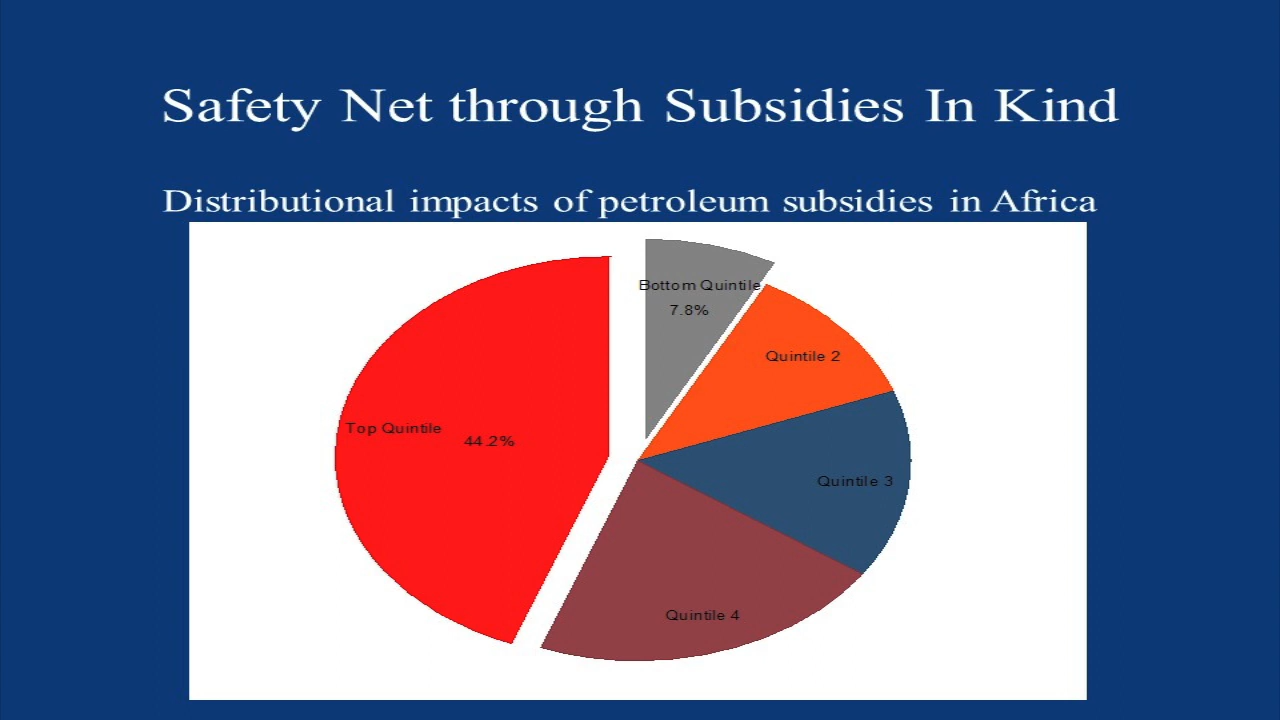 Safety Net through Subsidies In Kind
Distributional impacts of petroleum subsidies in Africa
Bottom Quintile
7.8%
Quintile 2
Top Quintile
44.2%
Quintile 3
Quintile 4